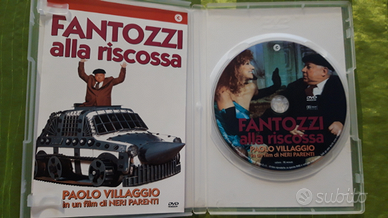 FANTOZZI
alla riscossa
PAOLO VILLAGGIO
in un film di NERI PARENTI
DVD
FANTOZZI
alla riscossa
PAOLO VILLAGGIO
in un film di NERI PARENTI
subito